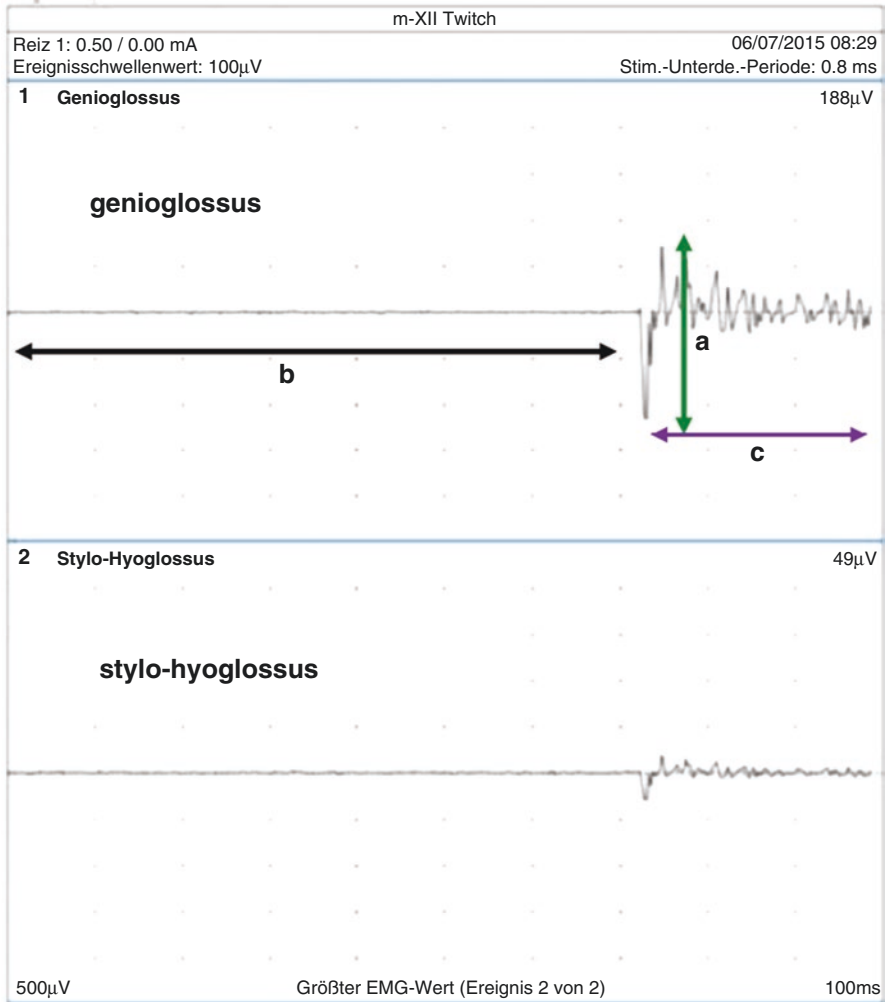 m-XII Twitch
Reiz 1: 0.50 / 0.00 mA 06/07/2015 08:29
Ereignisschwellenwert: 100µV Stim.-Unterde.-Periode: 0.8 ms
1 Genioglossus 188µV
genioglossus
a
b
c
2 Stylo-Hyoglossus 49µV
stylo-hyoglossus
500µV Größter EMG-Wert (Ereignis 2 von 2) 100ms